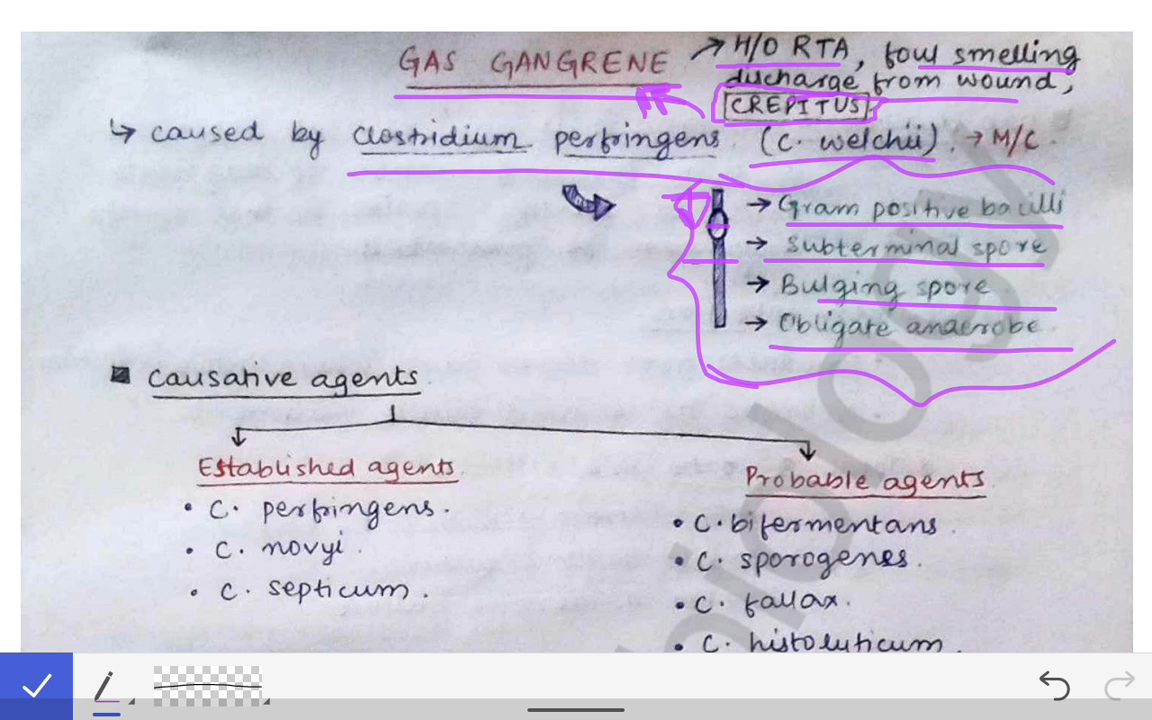 GAS GANGRENE → H/O RTA, foul smelling
discharge from wound,
CREPITUS
↳ caused by Clostridium perfringens. (C. welchii). → M/C.
→ Gram positive bacilli
→ Subterminal spore
→ Bulging spore
→ Obligate anaerobe.
Causative agents.
Established agents.
• C. perfringens.
• C. novyi.
• C. septicum.
Probable agents
• C. bifermentans.
• C. sporogenes.
• C. fallax.
• C. histolyticum.